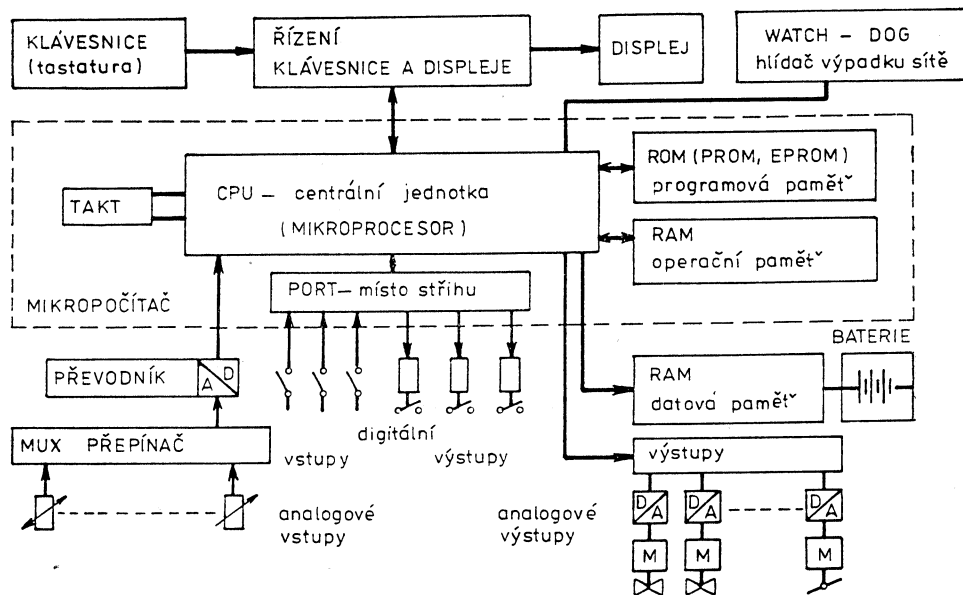 KLÁVESNICE
(tastatura)
ŘÍZENÍ
KLÁVESNICE A DISPLEJE
DISPLEJ
WATCH – DOG
hlídač výpadku sítě
TAKT
CPU – centrální jednotka
(MIKROPROCESOR)
ROM (PROM, EPROM)
programová paměť
RAM
operační paměť
MIKROPOČÍTAČ
PORT – místo střihu
PŘEVODNÍK
A
D
MUX PŘEPÍNAČ
vstupy
digitální
výstupy
analogové
vstupy
BATERIE
RAM
datová paměť
výstupy
analogové
výstupy
D
A
D
A
D
A
M
M
M